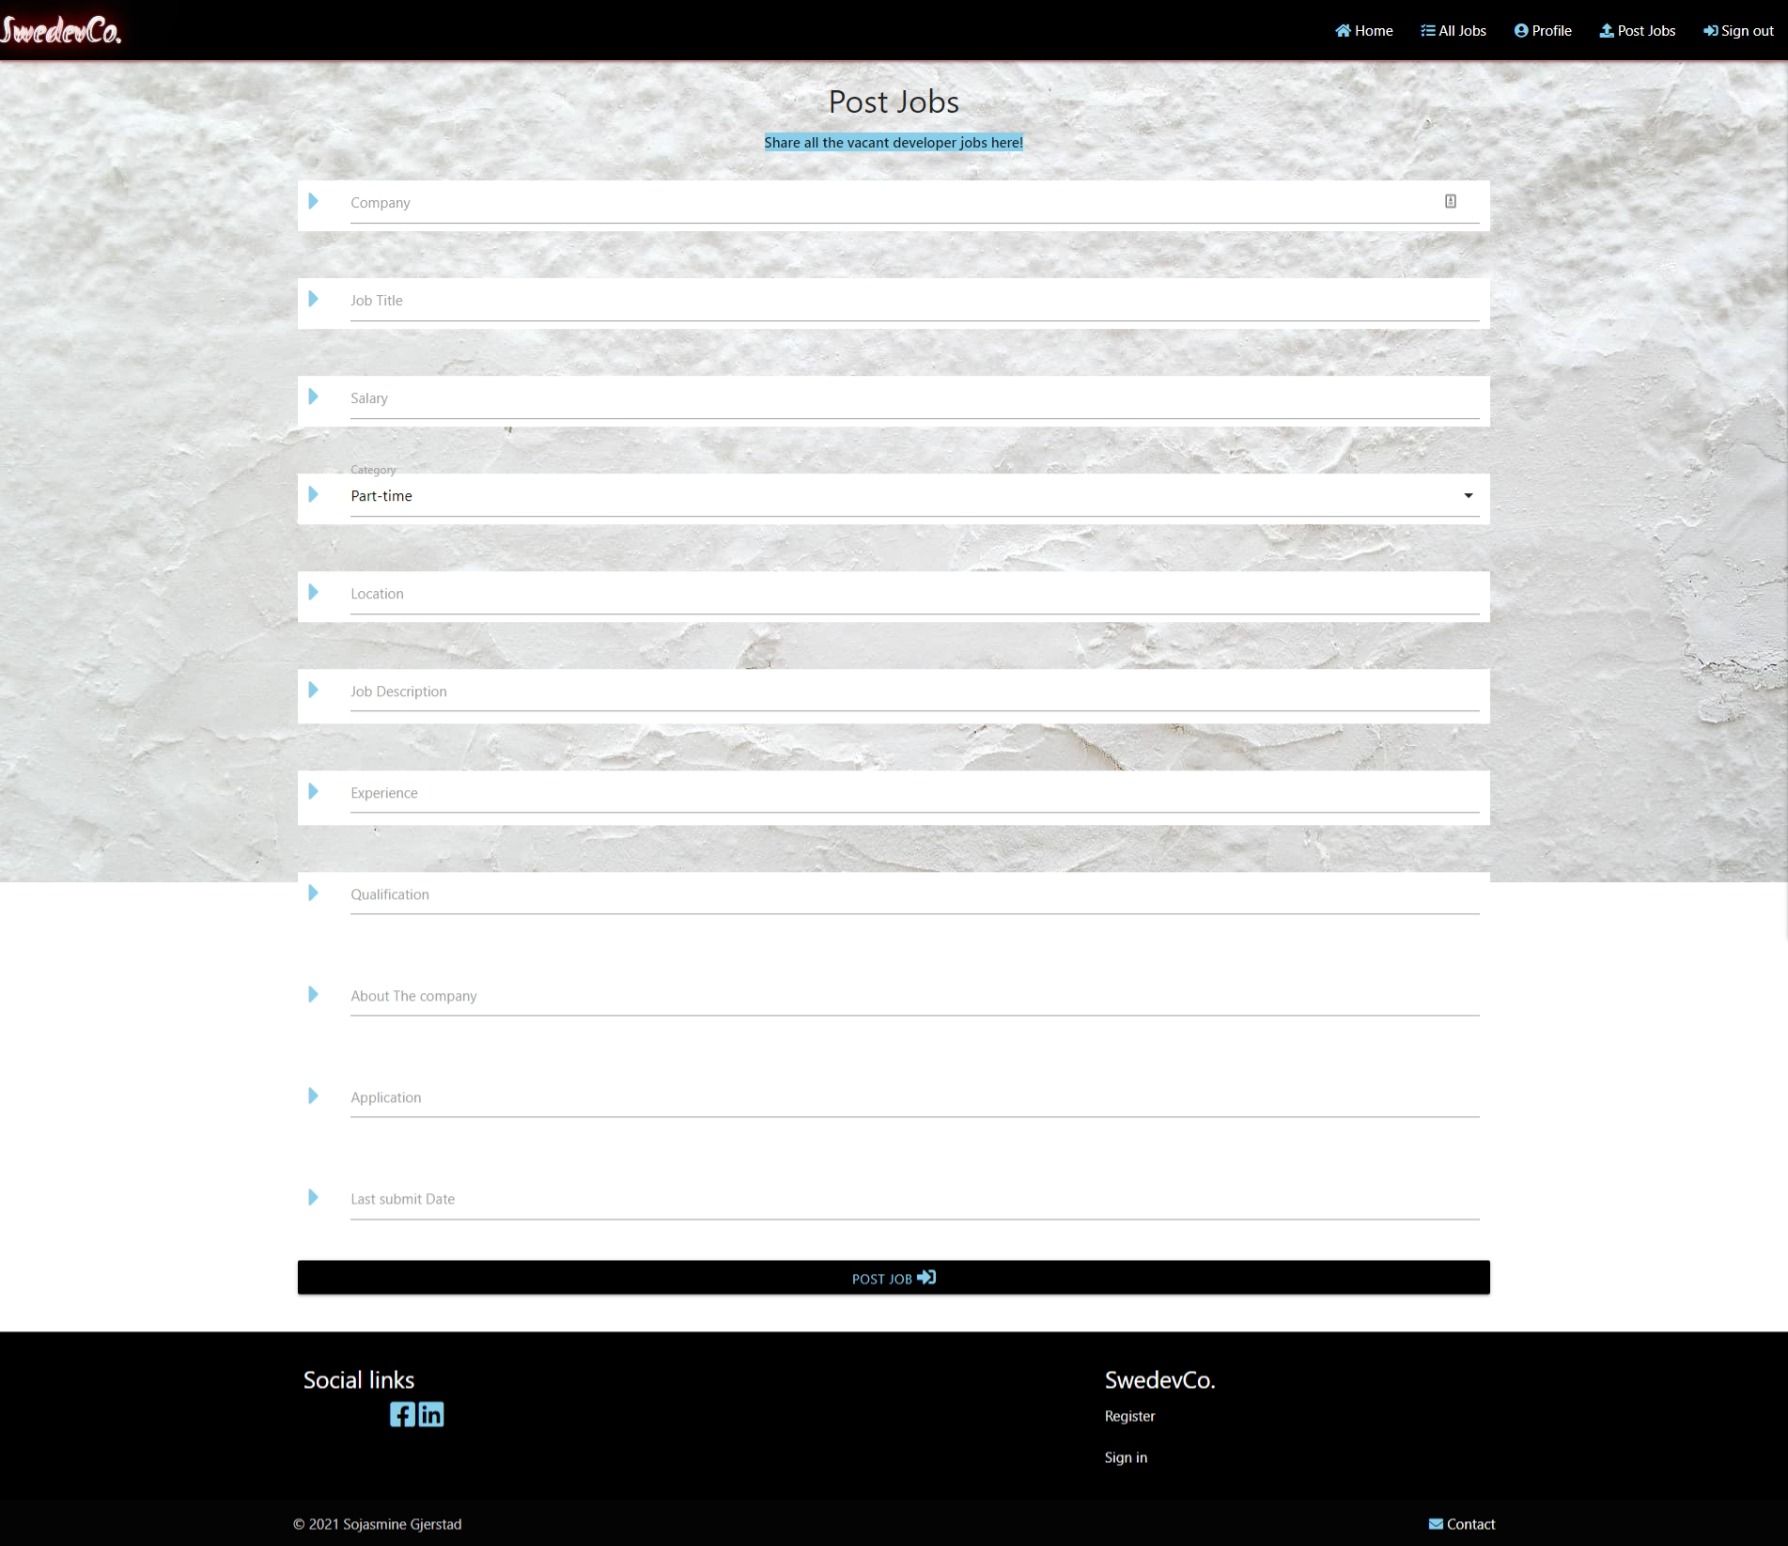 SwedevCo.
Home All Jobs Profile Post Jobs Sign out
Post Jobs
Share all the vacant developer jobs here!
Company
Job Title
Salary
Category
Part-time
Location
Job Description
Experience
Qualification
About The company
Application
Last submit Date
POST JOB
Social links
SwedevCo.
Register
Sign in
© 2021 Sojasmine Gjerstad
Contact